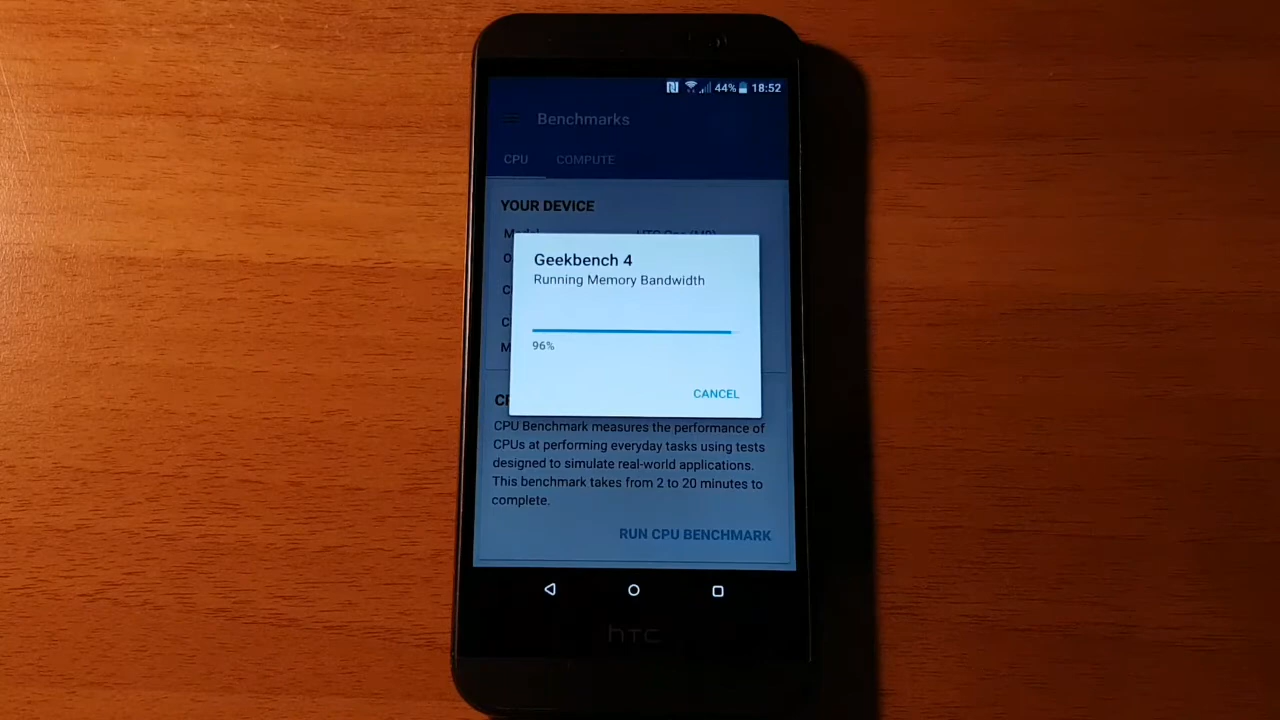 44% 18:52
Benchmarks
CPU COMPUTE
YOUR DEVICE
Geekbench 4
Running Memory Bandwidth
96%
CANCEL
CPU Benchmark measures the performance of
CPUs at performing everyday tasks using tests
designed to simulate real-world applications.
This benchmark takes from 2 to 20 minutes to
complete.
RUN CPU BENCHMARK
hTC